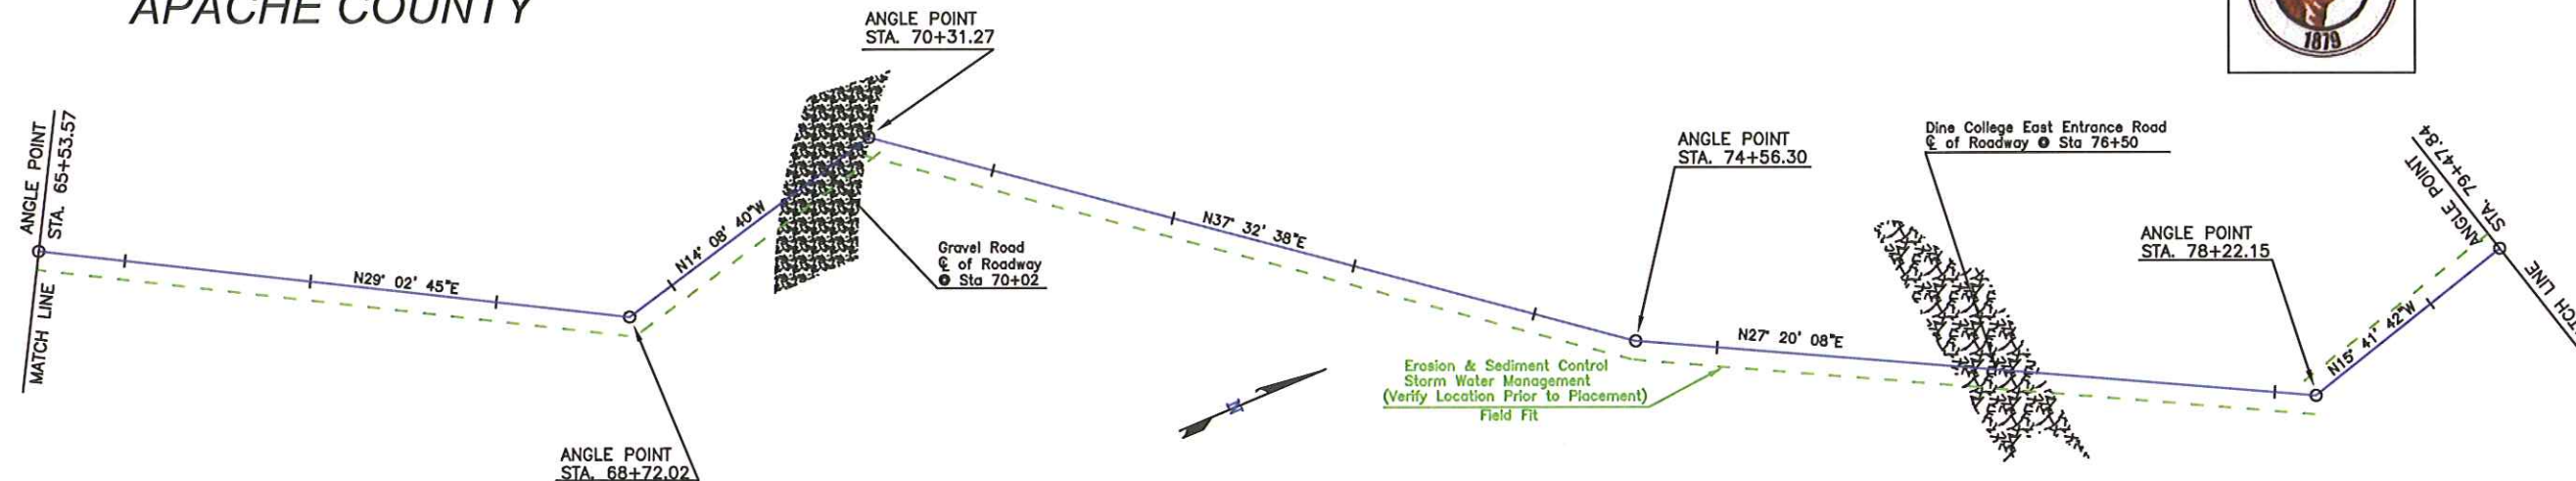 APACHE COUNTY
1879
ANGLE POINT
STA. 65+53.57
MATCH LINE
N29° 02' 45"E
ANGLE POINT
STA. 68+72.02
N14° 08' 40"W
ANGLE POINT
STA. 70+31.27
Gravel Road
℄ of Roadway
@ Sta 70+02
N37° 32' 38"E
ANGLE POINT
STA. 74+56.30
Erosion & Sediment Control
Storm Water Management
(Verify Location Prior to Placement)
Field Fit
N
N27° 20' 08"E
Dine College East Entrance Road
℄ of Roadway @ Sta 76+50
ANGLE POINT
STA. 78+22.15
N15° 41' 42"W
ANGLE POINT
STA. 79+47.84
TCH LINE